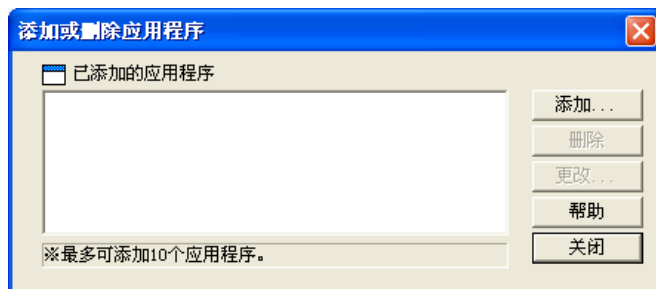 添加或删除应用程序
已添加的应用程序
添加...
删除
更改...
帮助
关闭
※最多可添加10个应用程序。